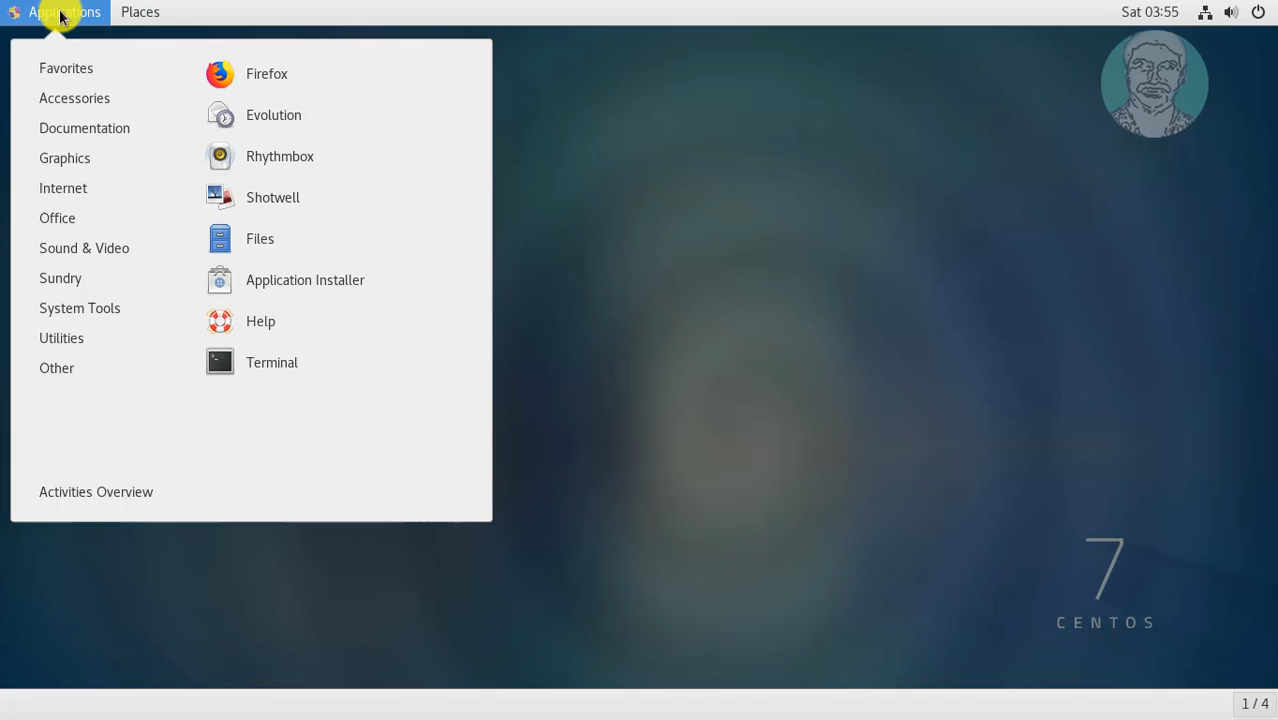 Applications Places Sat 03:55
Favorites
Accessories
Documentation
Graphics
Internet
Office
Sound & Video
Sundry
System Tools
Utilities
Other
Activities Overview
Firefox
Evolution
Rhythmbox
Shotwell
Files
Application Installer
Help
Terminal
7
CENTOS
1 / 4